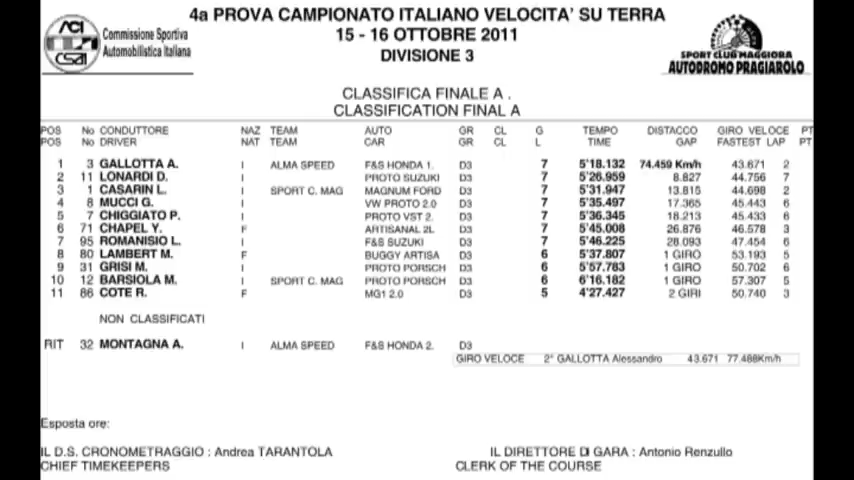 4a PROVA CAMPIONATO ITALIANO VELOCITA' SU TERRA
15 - 16 OTTOBRE 2011
DIVISIONE 3
ACI
CSAI
Commissione Sportiva
Automobilistica Italiana
SPORT CLUB MAGGIORA
AUTODROMO PRAGIAROLO
CLASSIFICA FINALE A .
CLASSIFICATION FINAL A
POS No CONDUTTORE NAZ TEAM AUTO GR CL G TEMPO DISTACCO GIRO VELOCE PT
POS No DRIVER NAT TEAM CAR GR CL L TIME GAP FASTEST LAP PT
1 3 GALLOTTA A. I ALMA SPEED F&S HONDA 1. D3 7 5'18.132 74.459 Km/h 43.671 2
2 11 LONARDI D. I PROTO SUZUKI D3 7 5'26.959 8.827 44.756 7
3 1 CASARIN L. I SPORT C. MAG MAGNUM FORD D3 7 5'31.947 13.815 44.698 2
4 8 MUCCI G. I VW PROTO 2.0 D3 7 5'35.497 17.365 45.443 6
5 7 CHIGGIATO P. I PROTO VST 2. D3 7 5'36.345 18.213 45.433 6
6 71 CHAPEL Y. F ARTISANAL 2L D3 7 5'45.008 26.876 46.578 3
7 95 ROMANISIO L. I F&S SUZUKI D3 7 5'46.225 28.093 47.454 6
8 80 LAMBERT M. F BUGGY ARTISA D3 6 5'37.807 1 GIRO 53.193 5
9 31 GRISI M. I PROTO PORSCH D3 6 5'57.783 1 GIRO 50.702 6
10 12 BARSIOLA M. I SPORT C. MAG PROTO PORSCH D3 6 6'16.182 1 GIRO 57.307 5
11 86 COTE R. F MG1 2.0 D3 5 4'27.427 2 GIRI 50.740 3
NON CLASSIFICATI
RIT 32 MONTAGNA A. I ALMA SPEED F&S HONDA 2. D3
GIRO VELOCE 2° GALLOTTA Alessandro 43.671 77.488Km/h
Esposta ore:
IL D.S. CRONOMETRAGGIO : Andrea TARANTOLA
CHIEF TIMEKEEPERS
IL DIRETTORE DI GARA : Antonio Renzullo
CLERK OF THE COURSE